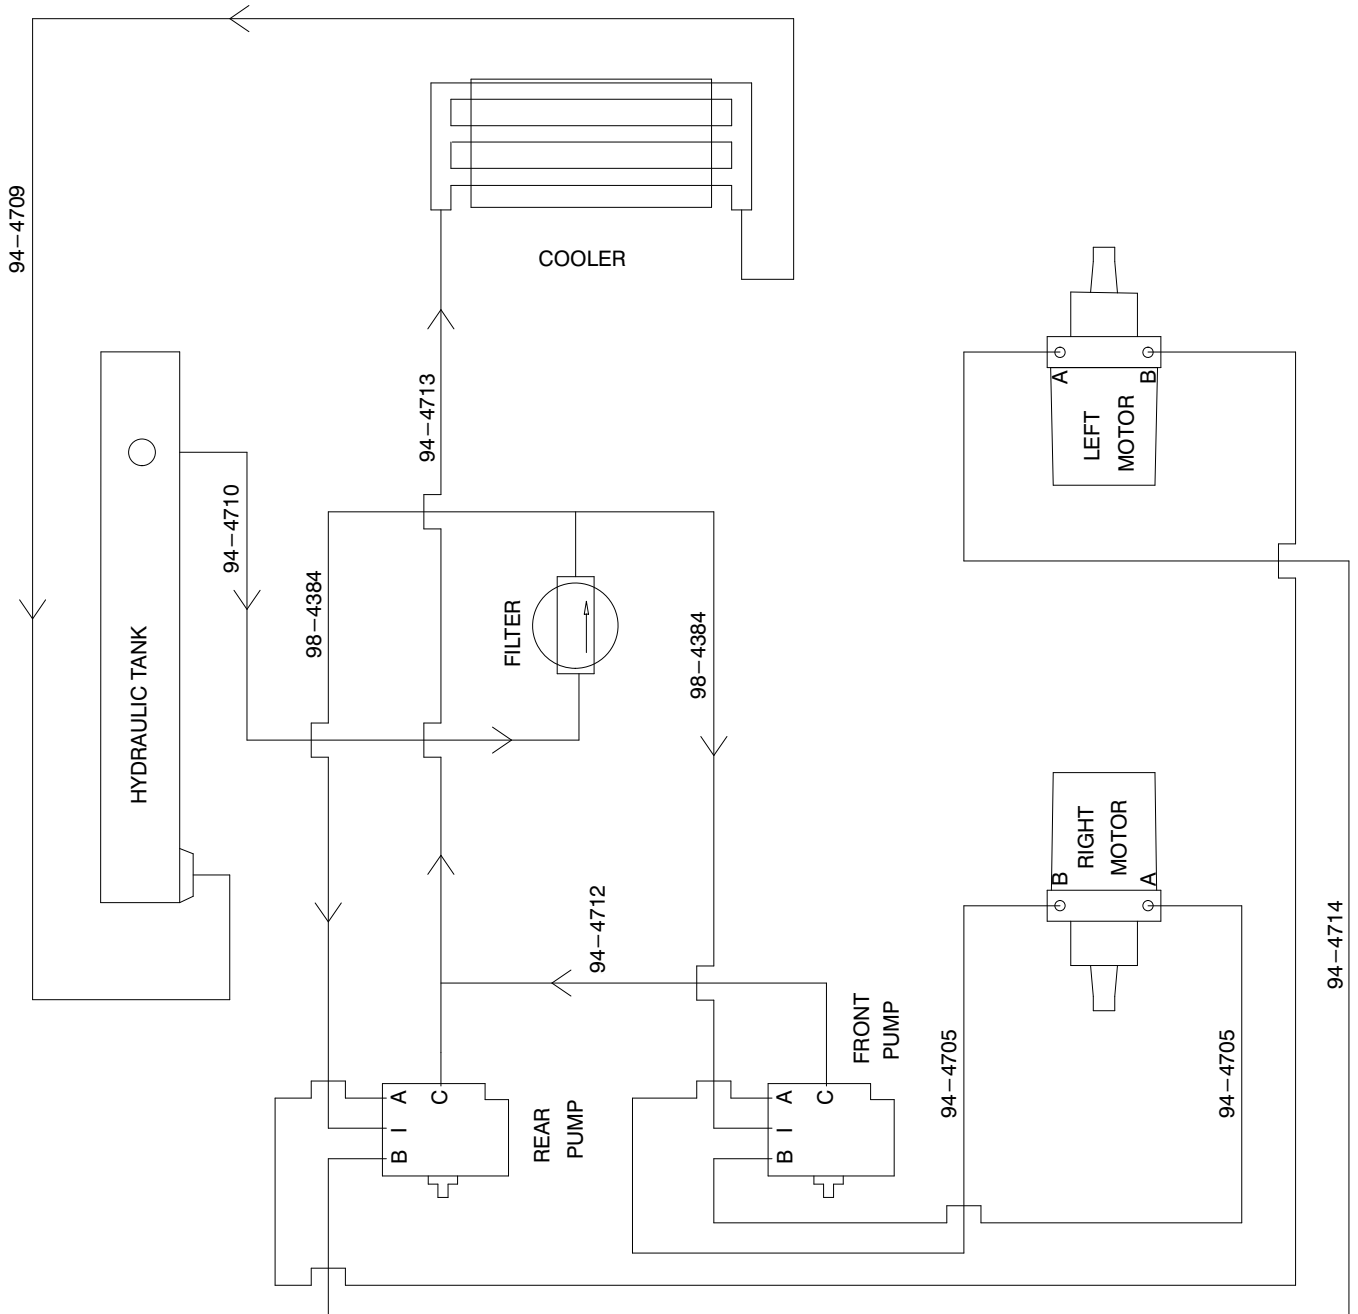 94–4709
COOLER
94–4713
A
B
LEFT
MOTOR
94–4710
98–4384
FILTER
98–4384
HYDRAULIC TANK
RIGHT
MOTOR
B
A
94–4712
94–4714
FRONT
PUMP
94–4705
94–4705
A
I
B
C
REAR
PUMP
A
I
B
C